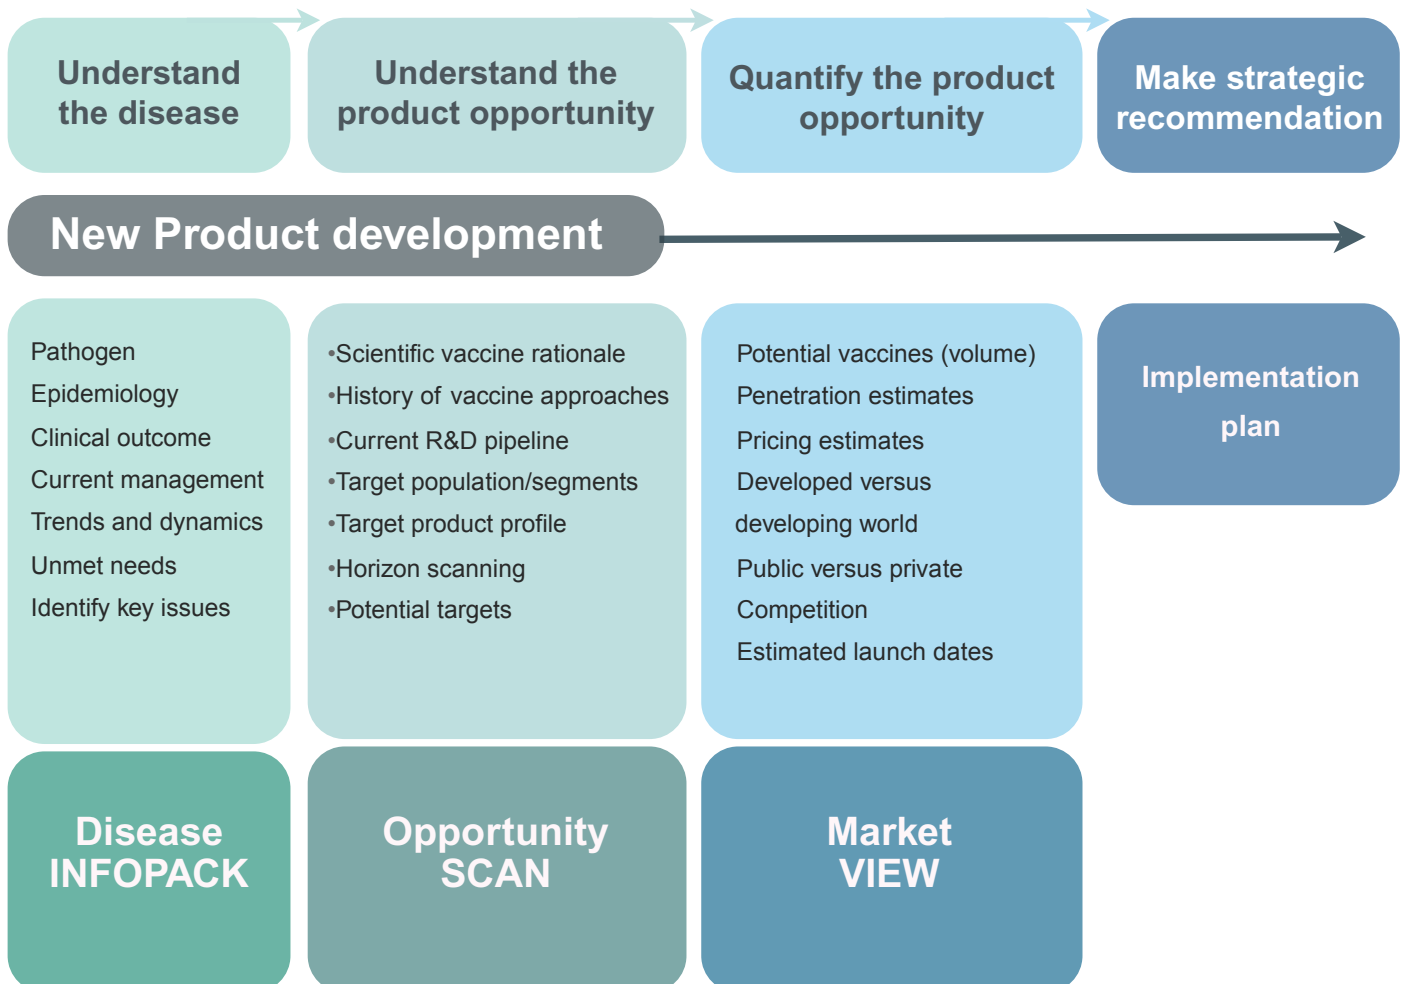 Understand
the disease
Understand the
product opportunity
Quantify the product
opportunity
Make strategic
recommendation
New Product development
Pathogen
Epidemiology
Clinical outcome
Current management
Trends and dynamics
Unmet needs
Identify key issues
•Scientific vaccine rationale
•History of vaccine approaches
•Current R&D pipeline
•Target population/segments
•Target product profile
•Horizon scanning
•Potential targets
Potential vaccines (volume)
Penetration estimates
Pricing estimates
Developed versus
developing world
Public versus private
Competition
Estimated launch dates
Implementation
plan
Disease
INFOPACK
Opportunity
SCAN
Market
VIEW